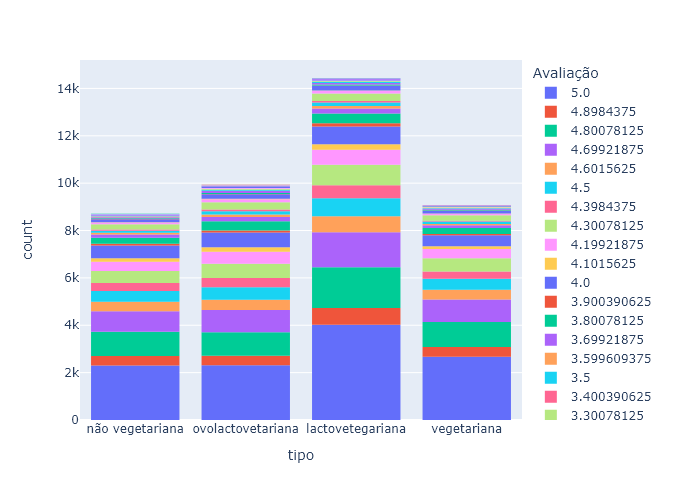 Avaliação
5.0
4.8984375
4.80078125
4.69921875
4.6015625
4.5
4.3984375
4.30078125
4.19921875
4.1015625
4.0
3.900390625
3.80078125
3.69921875
3.599609375
3.5
3.400390625
3.30078125
14k
12k
10k
8k
6k
4k
2k
0
count
não vegetariana ovolactovetariana lactovetegariana vegetariana
tipo